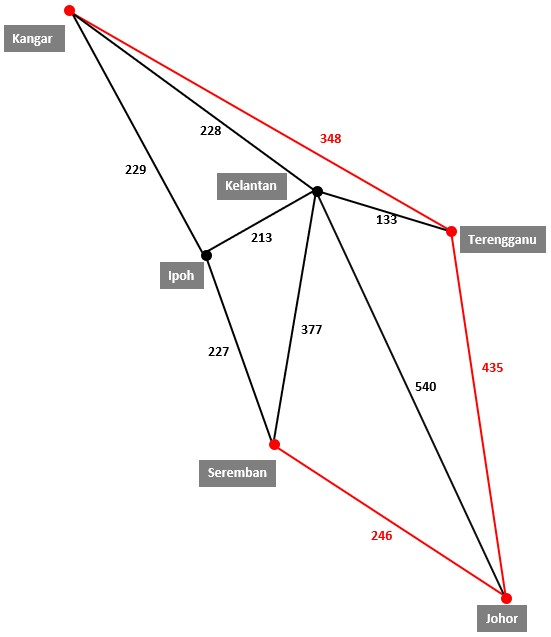 Kangar
228
348
229
Kelantan
133
213
Terengganu
Ipoh
377
227
435
540
Seremban
246
Johor